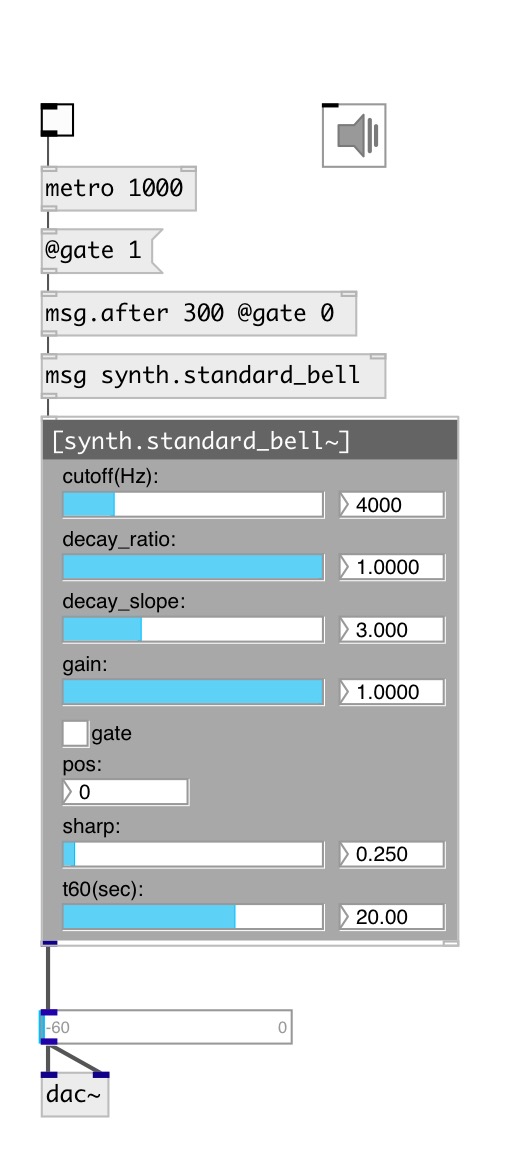 metro 1000
@gate 1
msg.after 300 @gate 0
msg synth.standard_bell
[synth.standard_bell~]
cutoff(Hz):
4000
decay_ratio:
1.0000
decay_slope:
3.000
gain:
1.0000
gate
pos:
0
sharp:
0.250
t60(sec):
20.00
-60 0
dac~